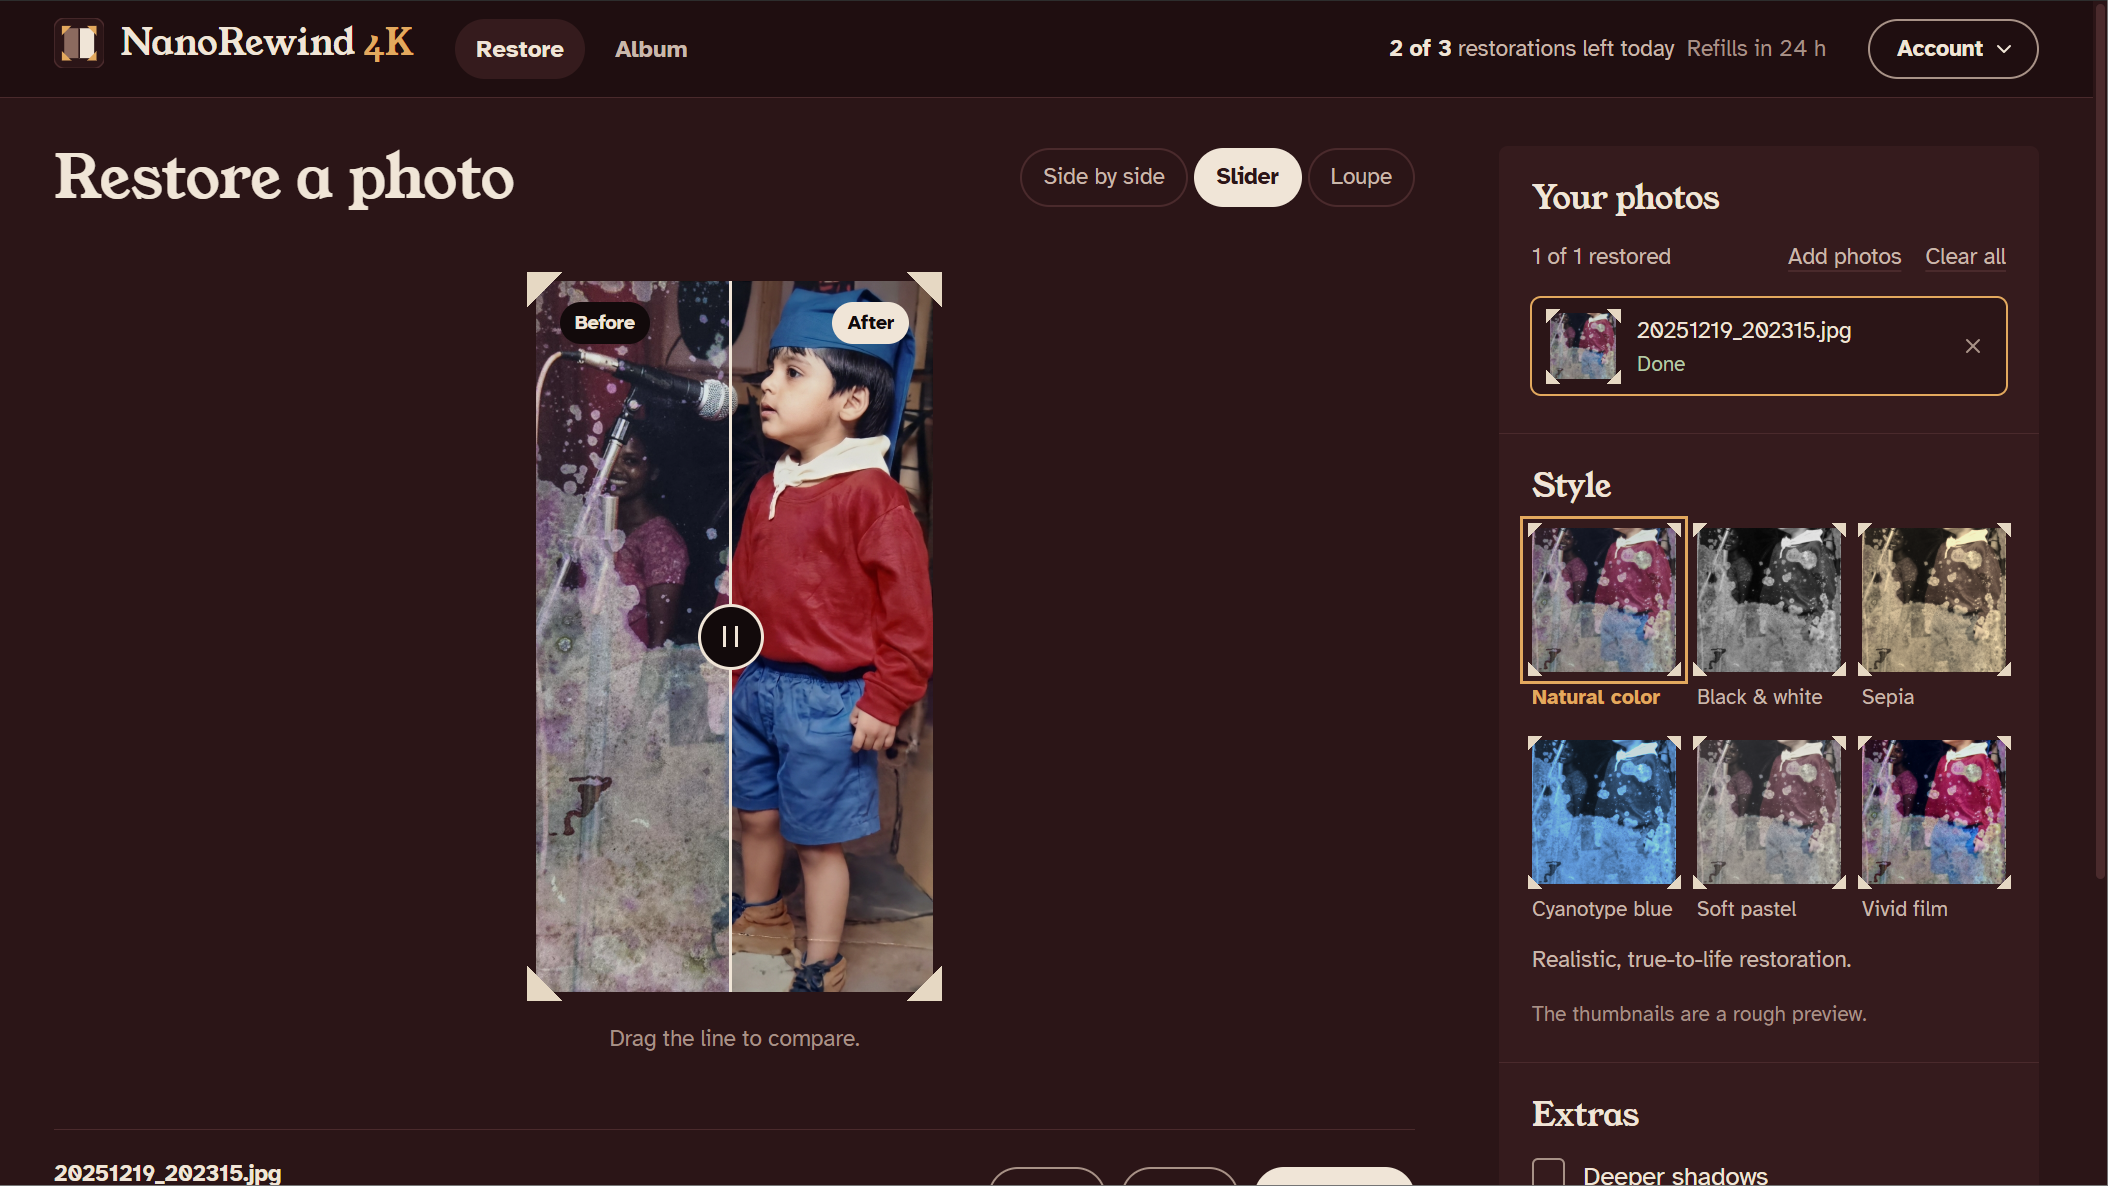 NanoRewind 4K
Restore
Album
2 of 3 restorations left today Refills in 24 h
Account
Restore a photo
Side by side
Slider
Loupe
Before
After
Drag the line to compare.
20251219_202315.jpg
Your photos
1 of 1 restored
Add photos
Clear all
20251219_202315.jpg
Done
Style
Natural color
Black & white
Sepia
Cyanotype blue
Soft pastel
Vivid film
Realistic, true-to-life restoration.
The thumbnails are a rough preview.
Extras
Deeper shadows